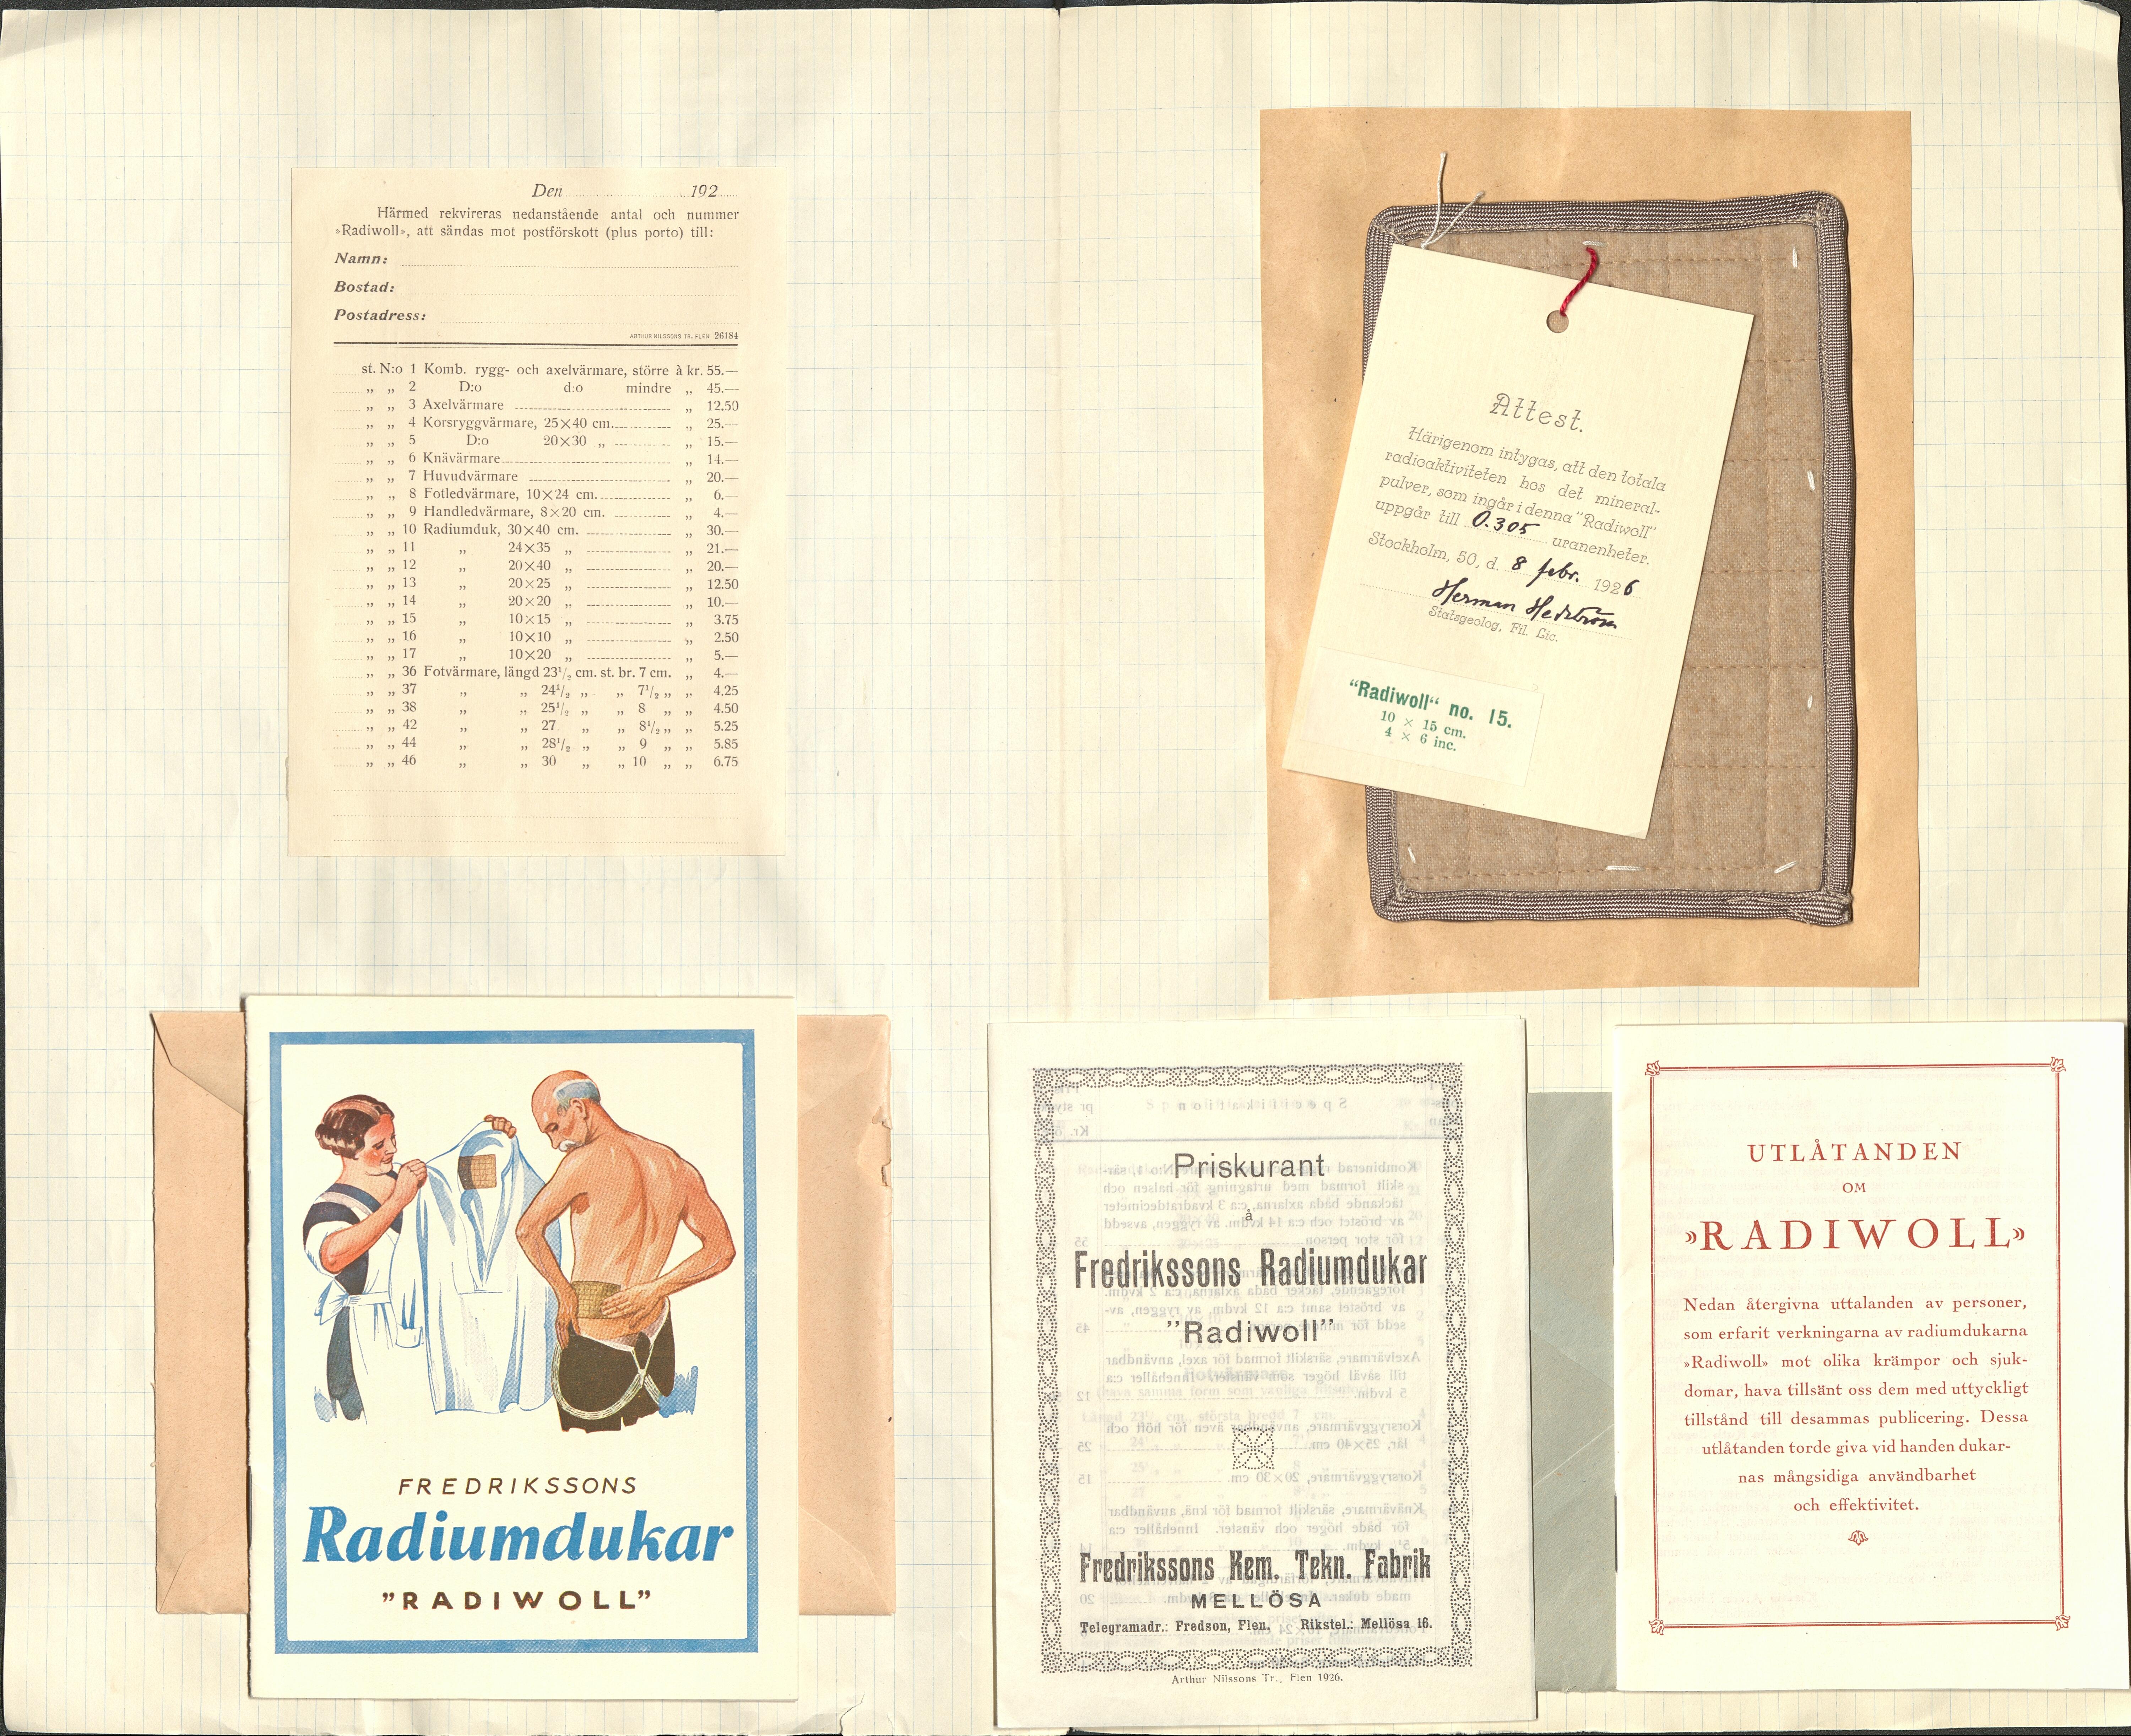 Den 192
Härmed rekvireras nedanstående antal och nummer
»Radiwoll», att sändas mot postförskott (plus porto) till:
Namn:
Bostad:
Postadress:
ARTHUR NILSSONS TR. FLEN 26184
st. N:o 1 Komb. rygg- och axelvärmare, större à kr. 55.—
„ „ 2 D:o d:o mindre „ 45.—
„ „ 3 Axelvärmare „ 12.50
„ „ 4 Korsryggvärmare, 25×40 cm. „ 25.—
„ „ 5 D:o 20×30 „ „ 15.—
„ „ 6 Knävärmare „ 14.—
„ „ 7 Huvudvärmare „ 20.—
„ „ 8 Fotledvärmare, 10×24 cm. „ 6.—
„ „ 9 Handledvärmare, 8×20 cm. „ 4.—
„ „ 10 Radiumduk, 30×40 cm. „ 30.—
„ „ 11 „ 24×35 „ „ 21.—
„ „ 12 „ 20×40 „ „ 20.—
„ „ 13 „ 20×25 „ „ 12.50
„ „ 14 „ 20×20 „ „ 10.—
„ „ 15 „ 10×15 „ „ 3.75
„ „ 16 „ 10×10 „ „ 2.50
„ „ 17 „ 10×20 „ „ 5.—
„ „ 36 Fotvärmare, längd 23½ cm. st. br. 7 cm. „ 4.—
„ „ 37 „ „ 24½ „ „ 7½ „ „ 4.25
„ „ 38 „ „ 25½ „ „ 8 „ „ 4.50
„ „ 42 „ „ 27 „ „ 8½ „ „ 5.25
„ „ 44 „ „ 28½ „ „ 9 „ „ 5.85
„ „ 46 „ „ 30 „ „ 10 „ „ 6.75
Attest.
Härigenom intygas, att den totala
radioaktiviteten hos det mineral-
pulver, som ingår i denna "Radiwoll"
uppgår till 0.305 uranenheter.
Stockholm, 50, d. 8 febr. 1926
Herman Hedström
Statsgeolog, Fil. Lic.
"Radiwoll" no. 15.
10 × 15 cm.
4 × 6 inc.
FREDRIKSSONS
Radiumdukar
"RADIWOLL"
Priskurant
å
Fredrikssons Radiumdukar
"Radiwoll"
Fredrikssons Kem. Tekn. Fabrik
MELLÖSA
Telegramadr.: Fredson, Flen. Rikstel.: Mellösa 16.
Arthur Nilssons Tr., Flen 1926.
UTLÅTANDEN
OM
»RADIWOLL»
Nedan återgivna uttalanden av personer,
som erfarit verkningarna av radiumdukarna
»Radiwoll» mot olika krämpor och sjuk-
domar, hava tillsänt oss dem med uttyckligt
tillstånd till desammas publicering. Dessa
utlåtanden torde giva vid handen dukar-
nas mångsidiga användbarhet
och effektivitet.